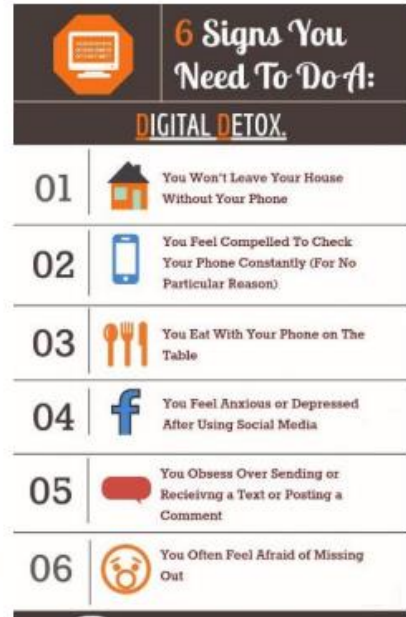 6 Signs You
Need To Do A:
DIGITAL DETOX.
01
You Won't Leave Your House
Without Your Phone
02
You Feel Compelled To Check
Your Phone Constantly (For No
Particular Reason)
03
You Eat With Your Phone on The
Table
04
You Feel Anxious or Depressed
After Using Social Media
05
You Obsess Over Sending or
Recieivng a Text or Posting a
Comment
06
You Often Feel Afraid of Missing
Out